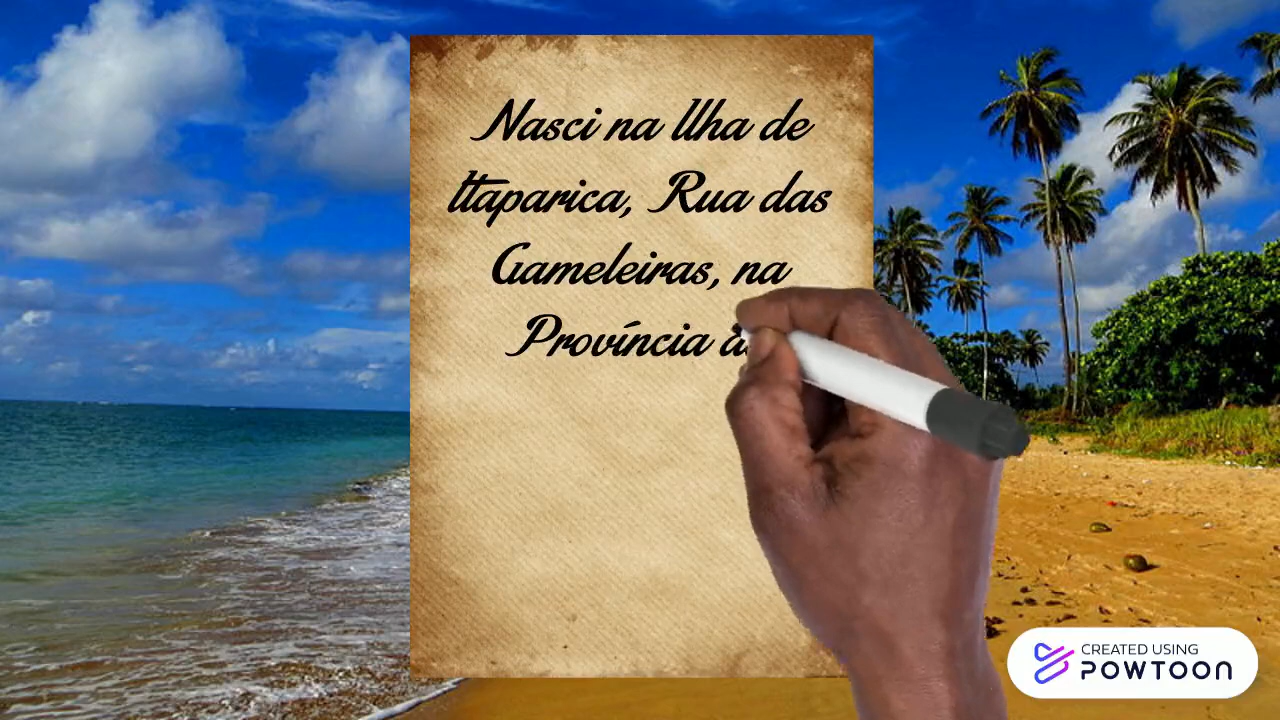 Nasci na Ilha de
Itaparica, Rua das
Gameleiras, na
Província
CREATED USING
POWTOON